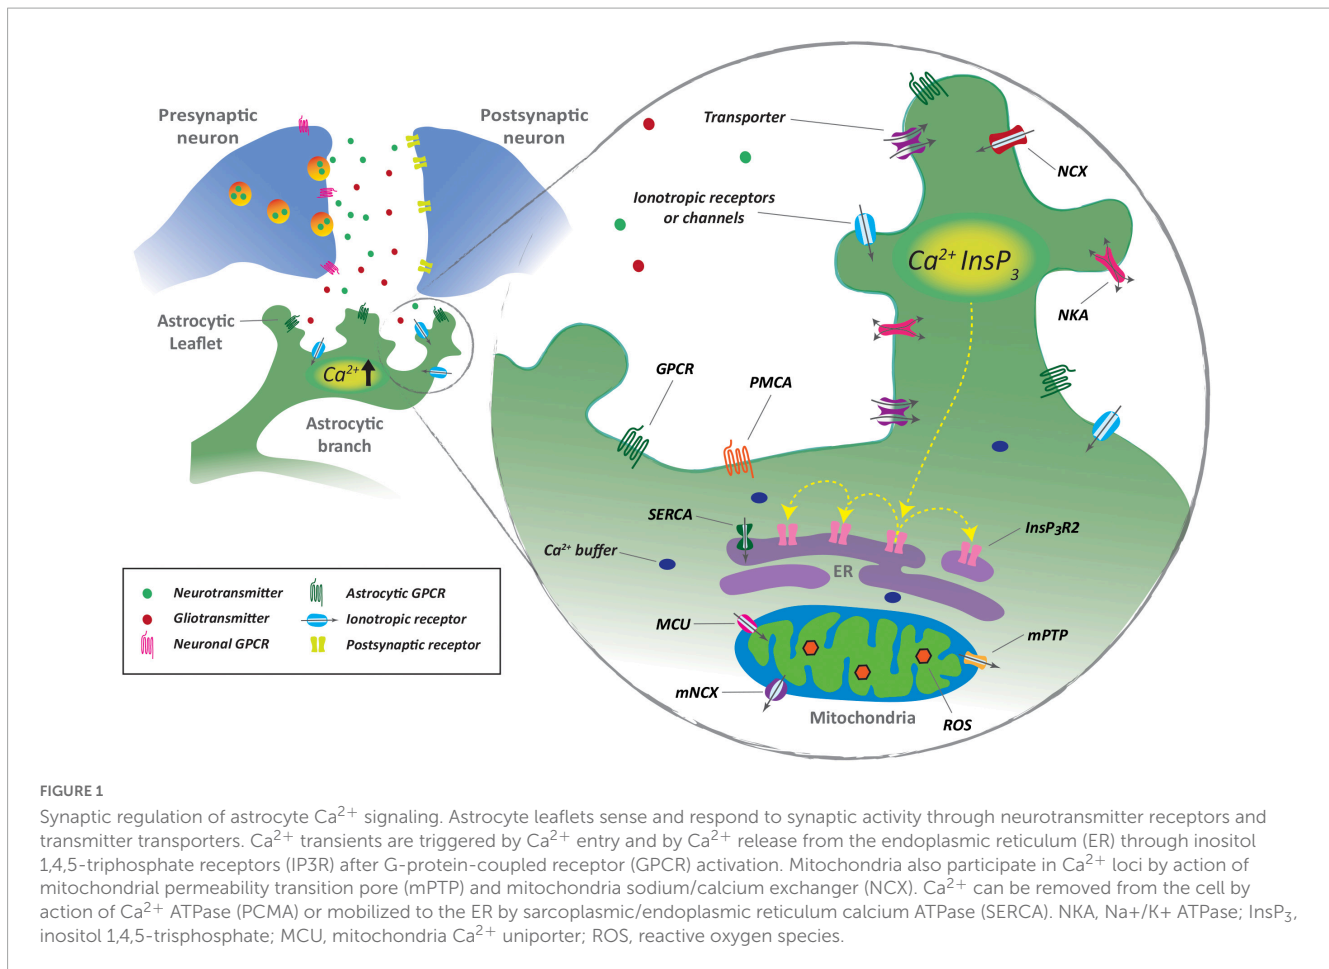 Presynaptic
neuron
Postsynaptic
neuron
Astrocytic
Leaflet
Ca²⁺
Astrocytic
branch
Transporter
NCX
Ionotropic receptors
or channels
Ca²⁺ InsP₃
NKA
GPCR
PMCA
SERCA
InsP₃R2
Ca²⁺ buffer
ER
MCU
mPTP
mNCX
Mitochondria
ROS
Neurotransmitter
Astrocytic GPCR
Gliotransmitter
Ionotropic receptor
Neuronal GPCR
Postsynaptic receptor
FIGURE 1
Synaptic regulation of astrocyte Ca²⁺ signaling. Astrocyte leaflets sense and respond to synaptic activity through neurotransmitter receptors and
transmitter transporters. Ca²⁺ transients are triggered by Ca²⁺ entry and by Ca²⁺ release from the endoplasmic reticulum (ER) through inositol
1,4,5-triphosphate receptors (IP3R) after G-protein-coupled receptor (GPCR) activation. Mitochondria also participate in Ca²⁺ loci by action of
mitochondrial permeability transition pore (mPTP) and mitochondria sodium/calcium exchanger (NCX). Ca²⁺ can be removed from the cell by
action of Ca²⁺ ATPase (PCMA) or mobilized to the ER by sarcoplasmic/endoplasmic reticulum calcium ATPase (SERCA). NKA, Na+/K+ ATPase; InsP₃,
inositol 1,4,5-trisphosphate; MCU, mitochondria Ca²⁺ uniporter; ROS, reactive oxygen species.